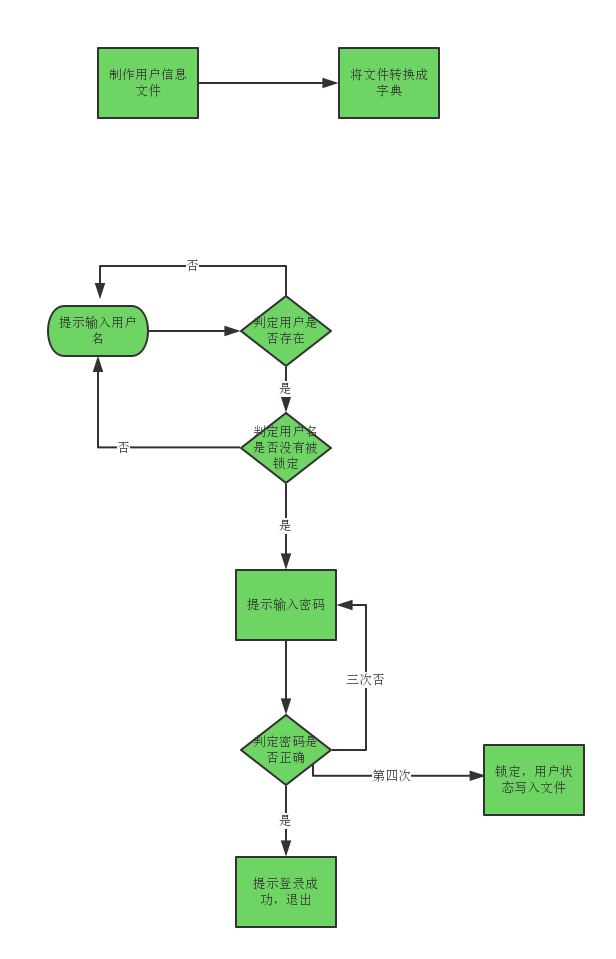 制作用户信息
文件
将文件转换成
字典
否
提示输入用户
名
判定用户是
否存在
是
否
判定用户名
是否没有被
锁定
是
提示输入密码
三次否
判定密码是
否正确
第四次
锁定，用户状
态写入文件
是
提示登录成
功，退出